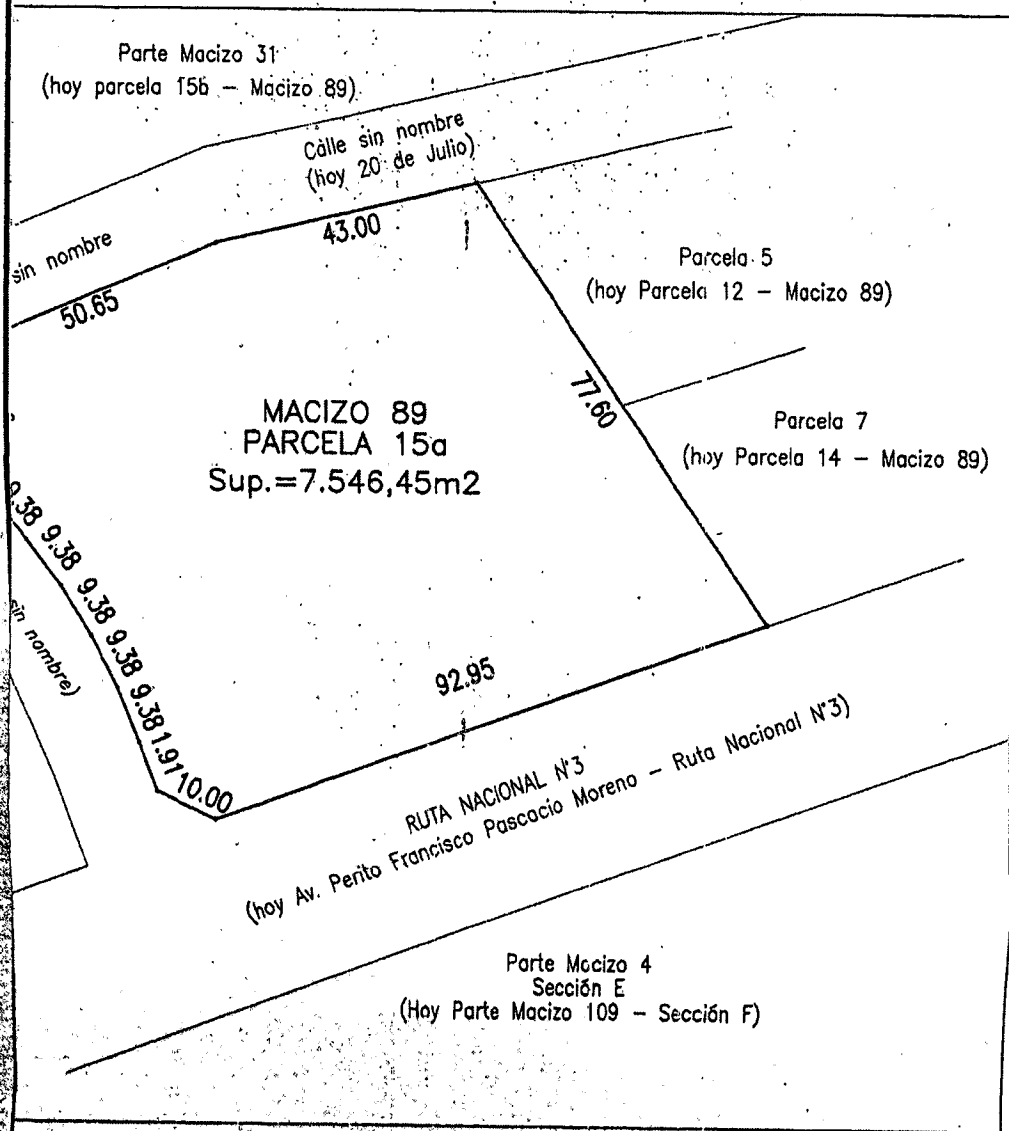 Parte Macizo 31
(hoy parcela 15b – Macizo 89)
Càlle sin nombre
(hoy 20 de Julio)
sin nombre
43.00
50.65
Parcela 5
(hoy Parcela 12 – Macizo 89)
77.60
MACIZO 89
PARCELA 15a
Sup.=7.546,45m2
Parcela 7
(hoy Parcela 14 – Macizo 89)
9.38 9.38 9.38 9.38 9.38 1.91 10.00
sin nombre)
92.95
RUTA NACIONAL N°3
(hoy Av. Perito Francisco Pascacio Moreno – Ruta Nacional N°3)
Parte Macizo 4
Sección E
(Hoy Parte Macizo 109 – Sección F)